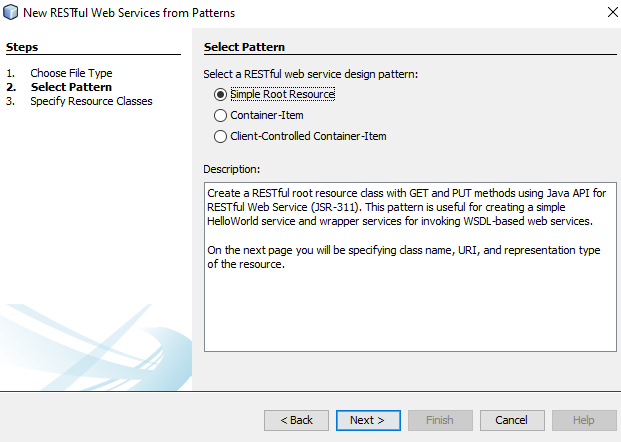 New RESTful Web Services from Patterns
Steps
1. Choose File Type
2. Select Pattern
3. Specify Resource Classes
Select Pattern
Select a RESTful web service design pattern:
Simple Root Resource
Container-Item
Client-Controlled Container-Item
Description:
Create a RESTful root resource class with GET and PUT methods using Java API for
RESTful Web Service (JSR-311). This pattern is useful for creating a simple
HelloWorld service and wrapper services for invoking WSDL-based web services.
On the next page you will be specifying class name, URI, and representation type
of the resource.
< Back Next > Finish Cancel Help